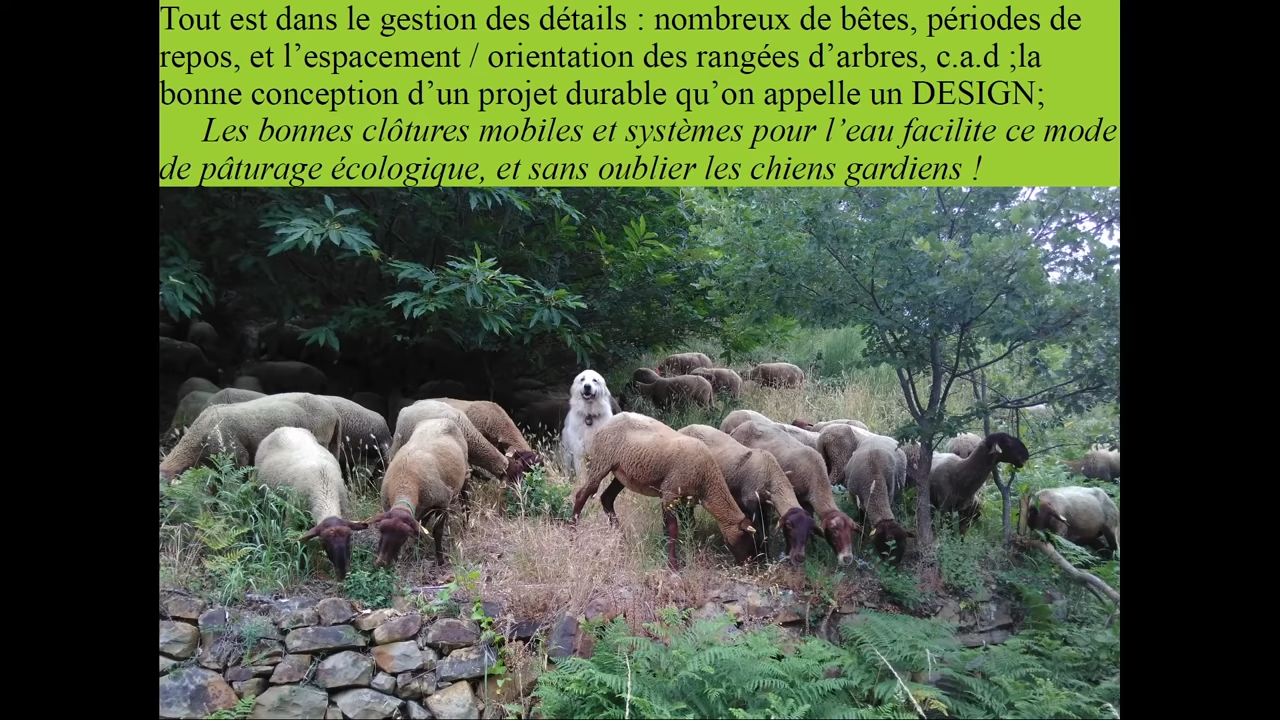 Tout est dans le gestion des détails : nombreux de bêtes, périodes de
repos, et l’espacement / orientation des rangées d’arbres, c.a.d ;la
bonne conception d’un projet durable qu’on appelle un DESIGN;
Les bonnes clôtures mobiles et systèmes pour l’eau facilite ce mode
de pâturage écologique, et sans oublier les chiens gardiens !